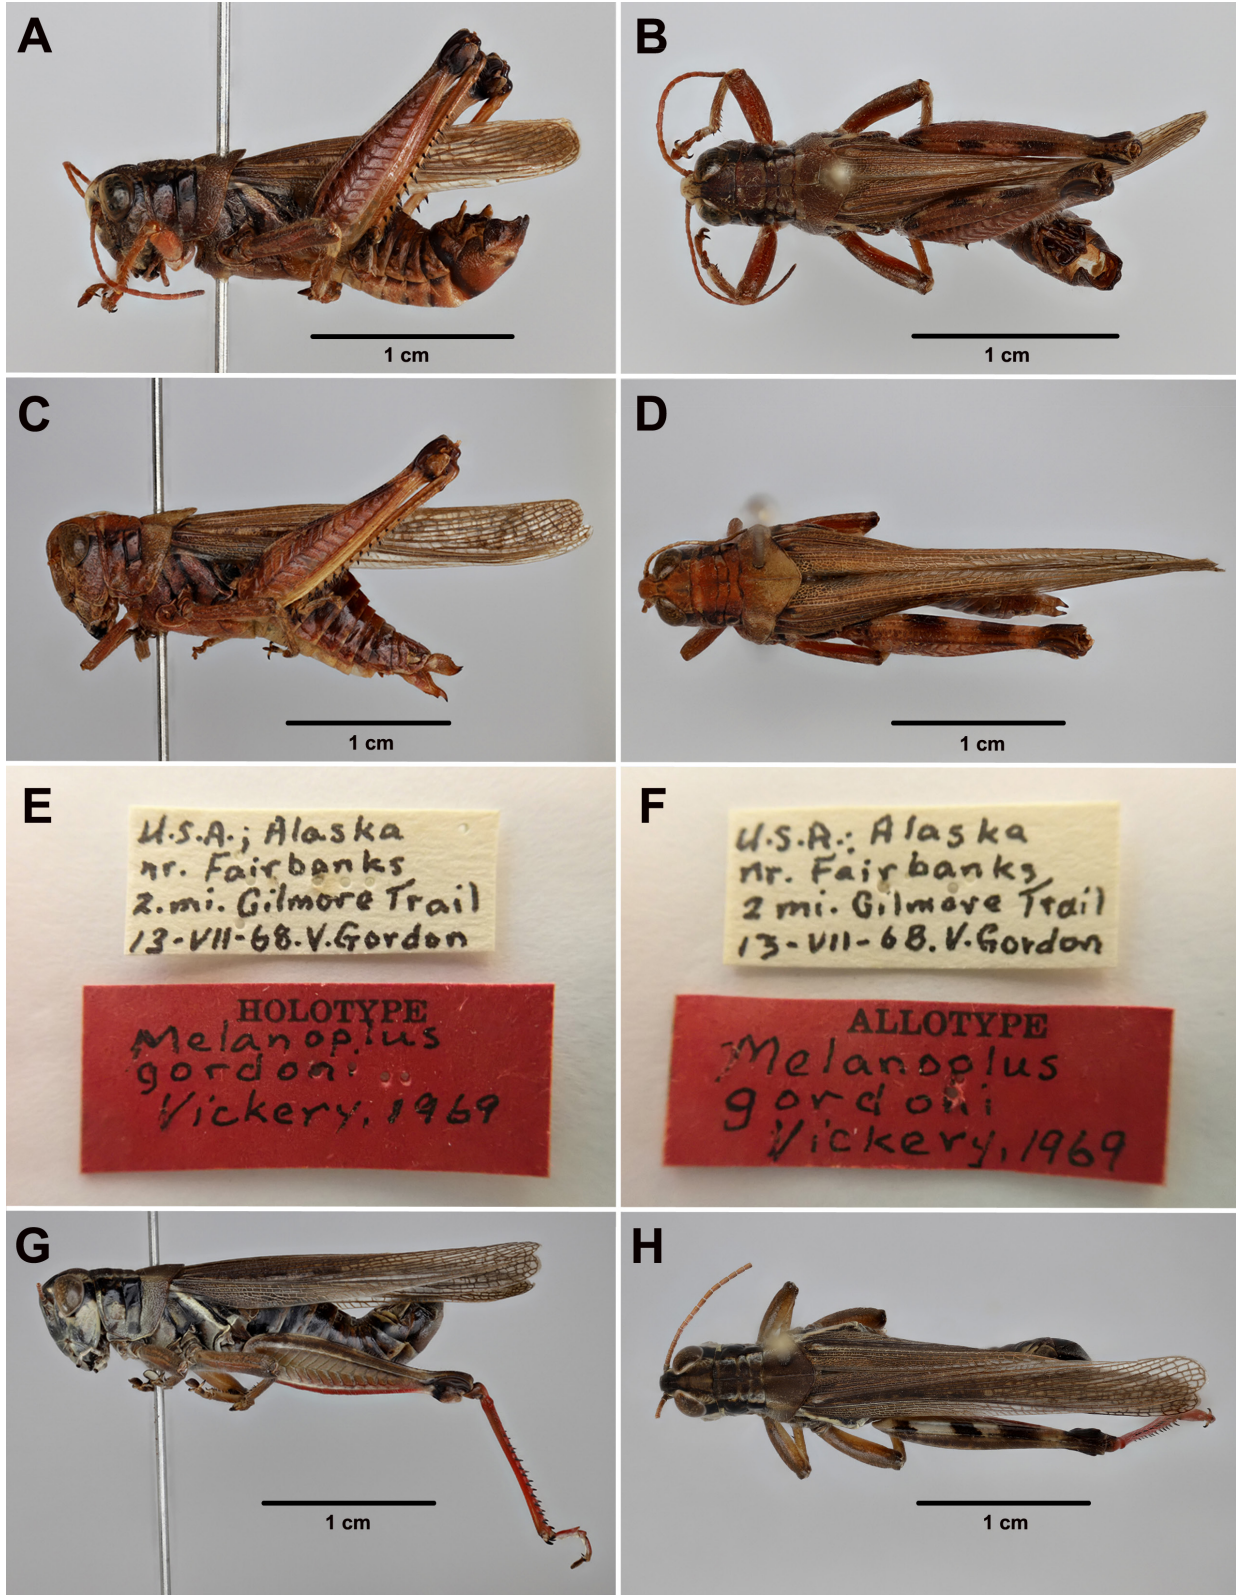 A
1 cm
B
1 cm
C
1 cm
D
1 cm
E
U.S.A.; Alaska
nr. Fairbanks
2.mi. Gilmore Trail
13-VII-68.V.Gordon
HOLOTYPE
Melanoplus
gordoni
Vickery, 1969
F
U.S.A.: Alaska
nr. Fairbanks
2 mi. Gilmore Trail
13-VII-68.V.Gordon
ALLOTYPE
Melanoplus
gordoni
Vickery, 1969
G
1 cm
H
1 cm